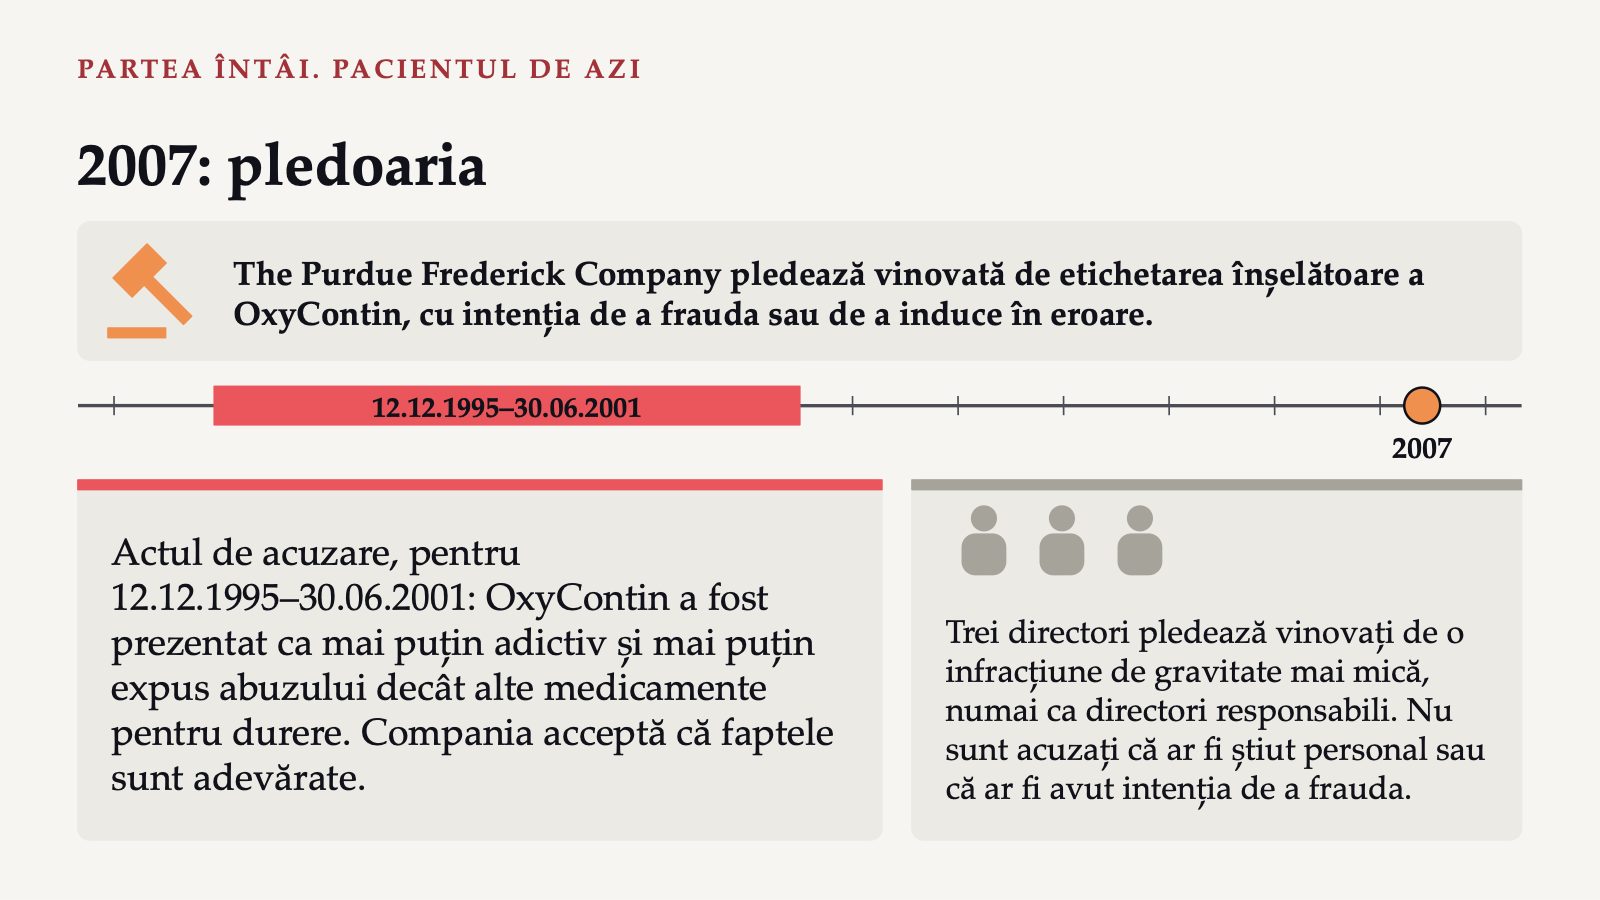 PARTEA ÎNTÂI. PACIENTUL DE AZI
2007: pledoaria
The Purdue Frederick Company pledează vinovată de etichetarea înșelătoare a
OxyContin, cu intenția de a frauda sau de a induce în eroare.
12.12.1995–30.06.2001
2007
Actul de acuzare, pentru
12.12.1995–30.06.2001: OxyContin a fost
prezentat ca mai puțin adictiv și mai puțin
expus abuzului decât alte medicamente
pentru durere. Compania acceptă că faptele
sunt adevărate.
Trei directori pledează vinovați de o
infracțiune de gravitate mai mică,
numai ca directori responsabili. Nu
sunt acuzați că ar fi știut personal sau
că ar fi avut intenția de a frauda.